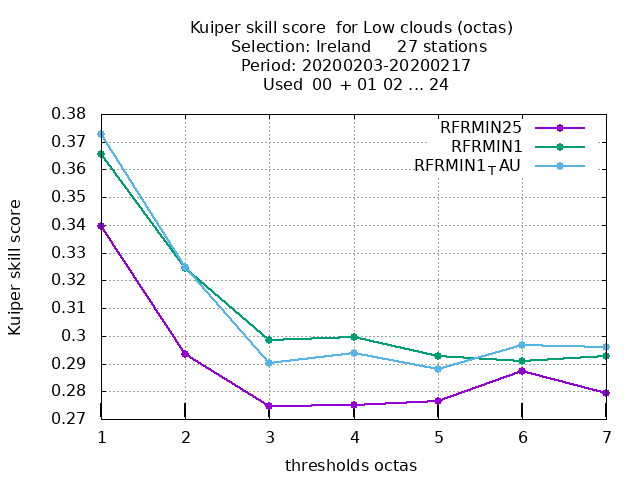 Kuiper skill score  for Low clouds (octas)
Selection: Ireland     27 stations
Period: 20200203-20200217
Used  00 + 01 02 ... 24
0.38
0.37
0.36
0.35
0.34
0.33
0.32
0.31
0.3
0.29
0.28
0.27
Kuiper skill score
RFRMIN25
RFRMIN1
RFRMIN1TAU
1 2 3 4 5 6 7
thresholds octas